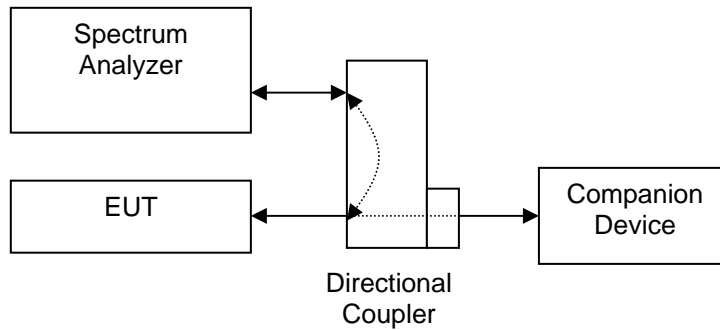 Spectrum
Analyzer
EUT
Companion
Device
Directional
Coupler